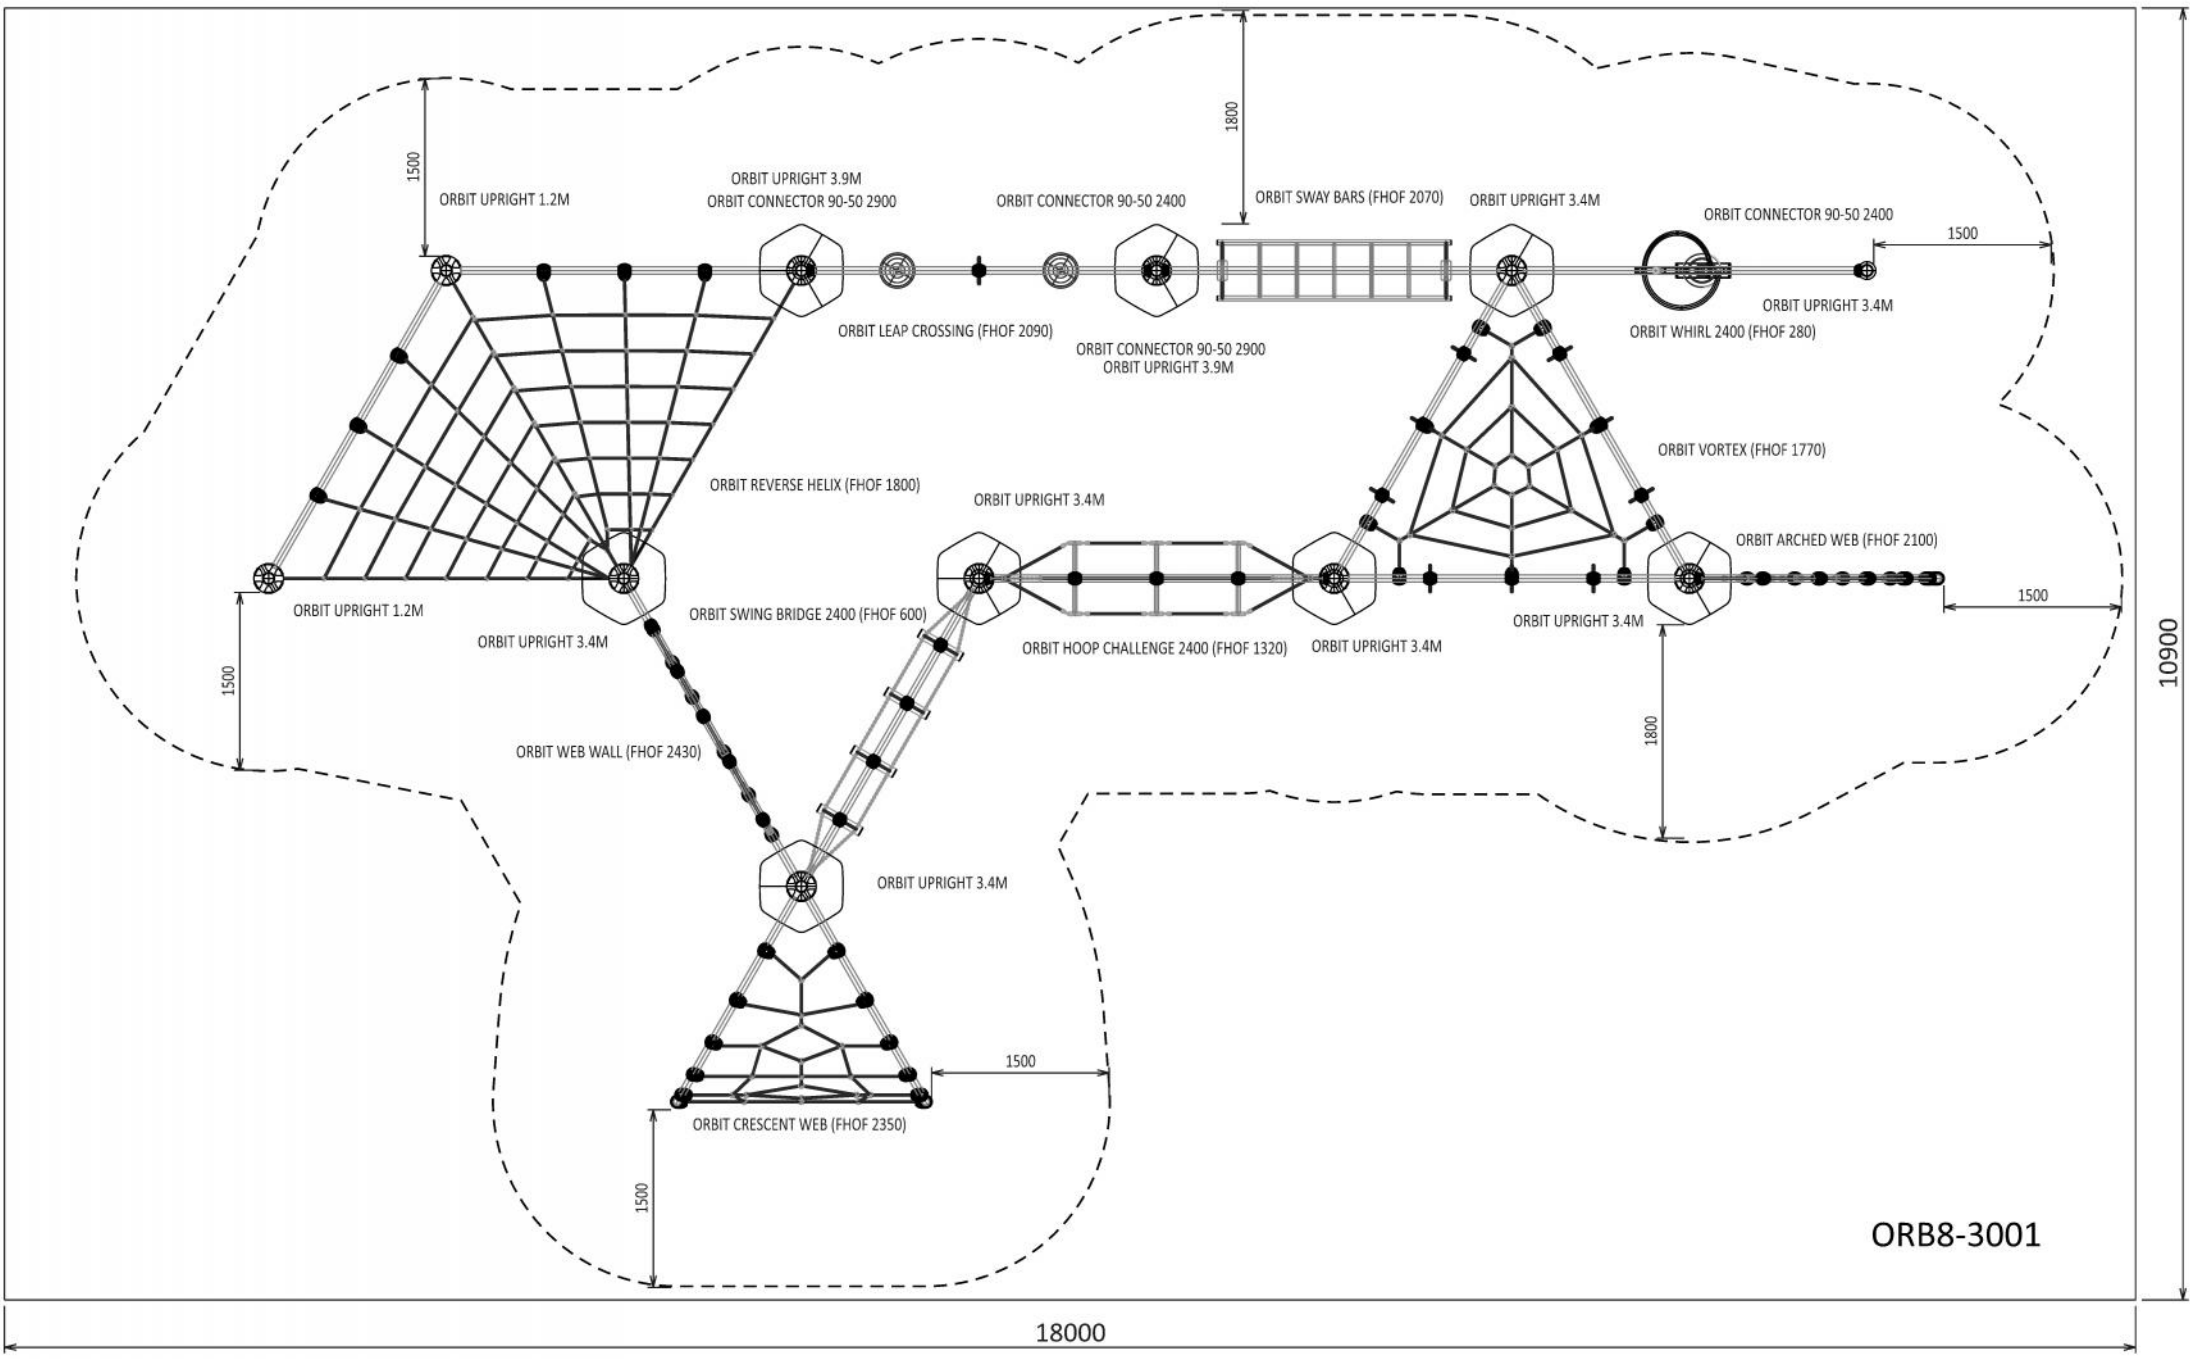 1800
1500
ORBIT UPRIGHT 1.2M
ORBIT UPRIGHT 3.9M
ORBIT CONNECTOR 90-50 2900
ORBIT CONNECTOR 90-50 2400
ORBIT SWAY BARS (FHOF 2070)
ORBIT UPRIGHT 3.4M
ORBIT CONNECTOR 90-50 2400
1500
ORBIT UPRIGHT 3.4M
ORBIT LEAP CROSSING (FHOF 2090)
ORBIT WHIRL 2400 (FHOF 280)
ORBIT CONNECTOR 90-50 2900
ORBIT UPRIGHT 3.9M
ORBIT VORTEX (FHOF 1770)
ORBIT REVERSE HELIX (FHOF 1800)
ORBIT UPRIGHT 3.4M
ORBIT ARCHED WEB (FHOF 2100)
1500
ORBIT UPRIGHT 1.2M
ORBIT SWING BRIDGE 2400 (FHOF 600)
ORBIT UPRIGHT 3.4M
ORBIT UPRIGHT 3.4M
ORBIT HOOP CHALLENGE 2400 (FHOF 1320)
ORBIT UPRIGHT 3.4M
10900
1500
1800
ORBIT WEB WALL (FHOF 2430)
ORBIT UPRIGHT 3.4M
1500
ORBIT CRESCENT WEB (FHOF 2350)
1500
ORB8-3001
18000